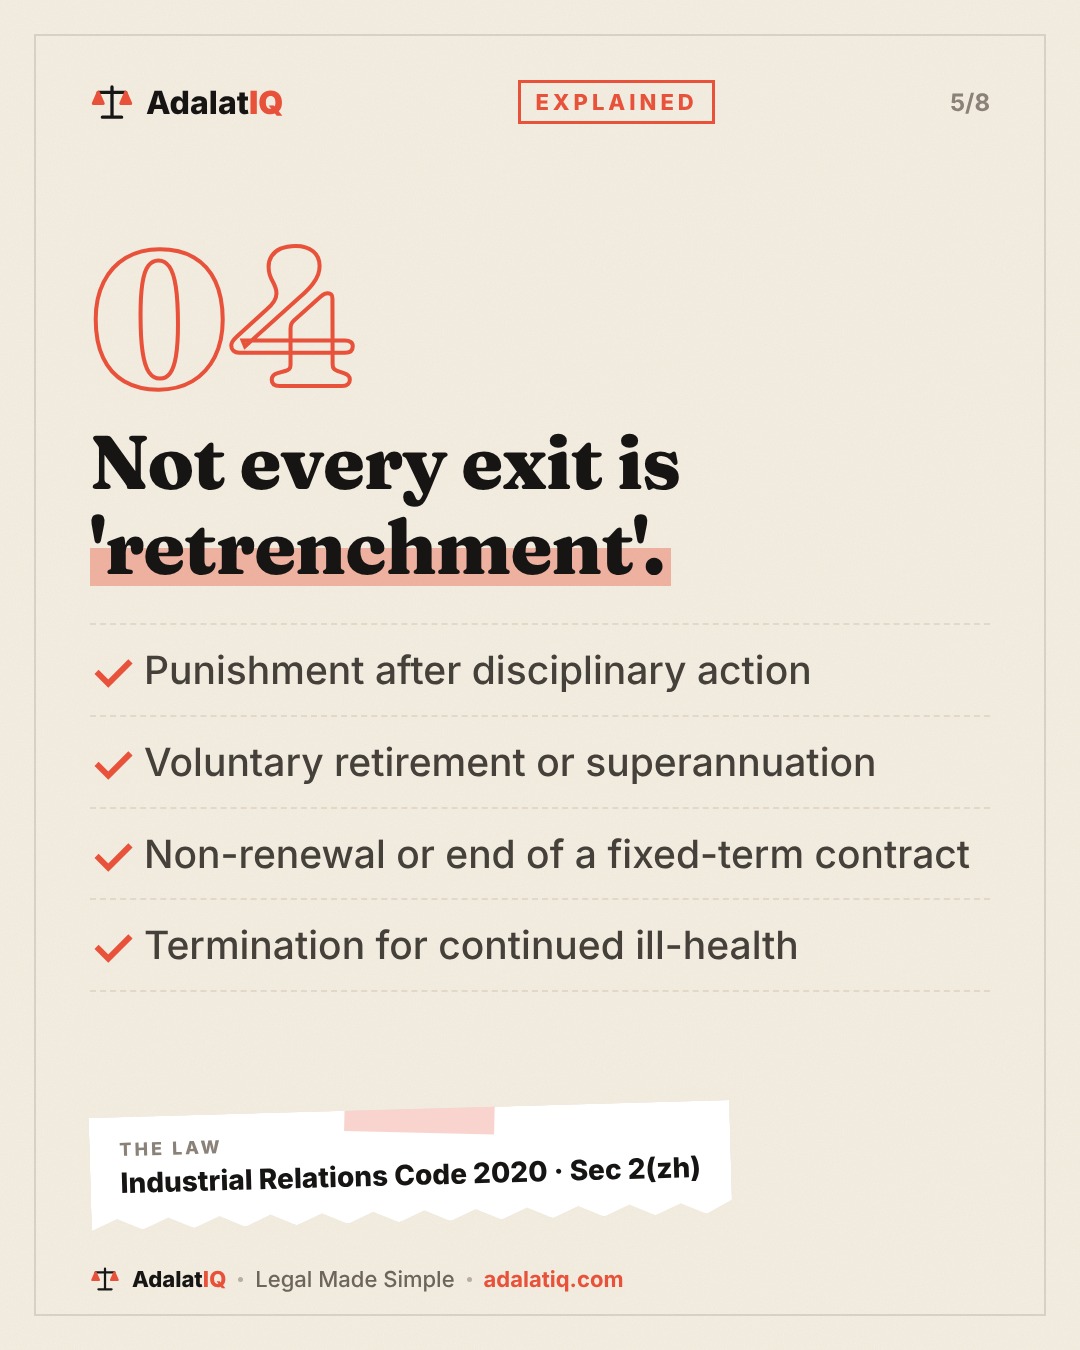 AdalatIQ
EXPLAINED
5/8
04
Not every exit is
'retrenchment'.
Punishment after disciplinary action
Voluntary retirement or superannuation
Non-renewal or end of a fixed-term contract
Termination for continued ill-health
THE LAW
Industrial Relations Code 2020 · Sec 2(zh)
AdalatIQ • Legal Made Simple • adalatiq.com